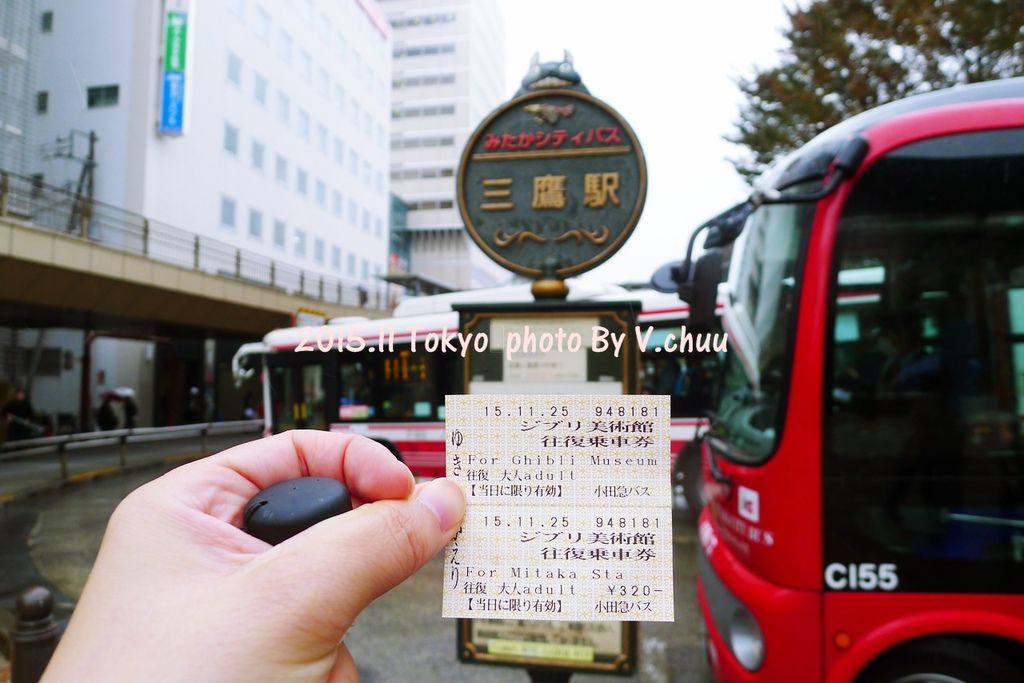 みたかシティバス
三鷹駅
2015.11 Tokyo photo By V.chuu
15.11.25 948181
ジブリ美術館
往復乗車券
ゆき
For Ghibli Museum
往復 大人adult
【当日に限り有効】 小田急バス
15.11.25 948181
ジブリ美術館
往復乗車券
かえり
For Mitaka Sta
往復 大人adult ¥320-
【当日に限り有効】 小田急バス
C155